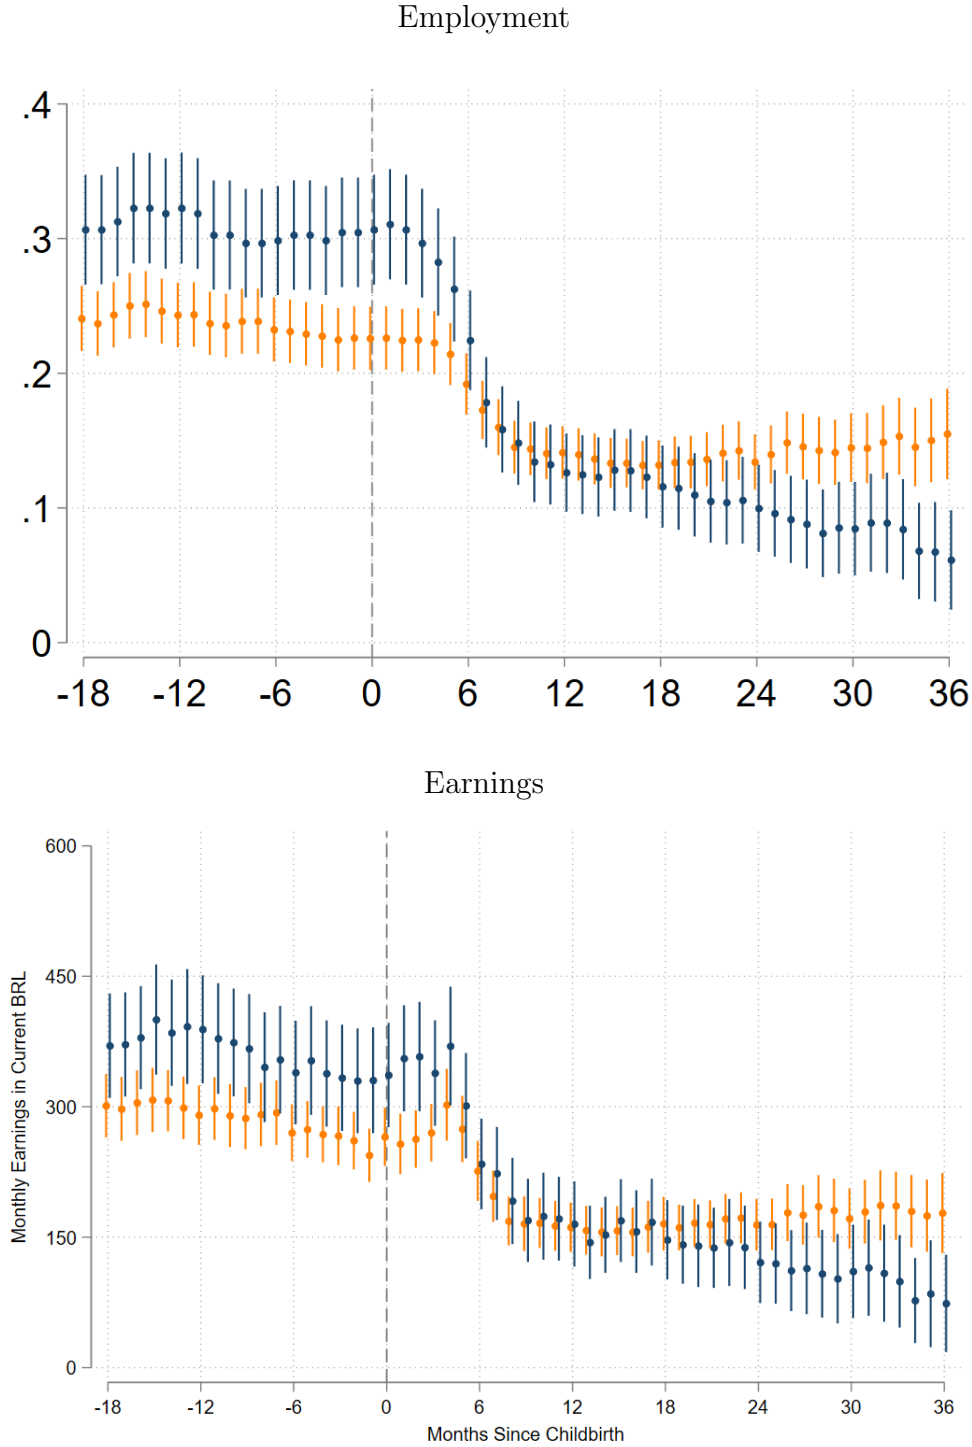 Employment
.4
.3
.2
.1
0
-18 -12 -6 0 6 12 18 24 30 36
Earnings
Monthly Earnings in Current BRL
600
450
300
150
0
-18 -12 -6 0 6 12 18 24 30 36
Months Since Childbirth